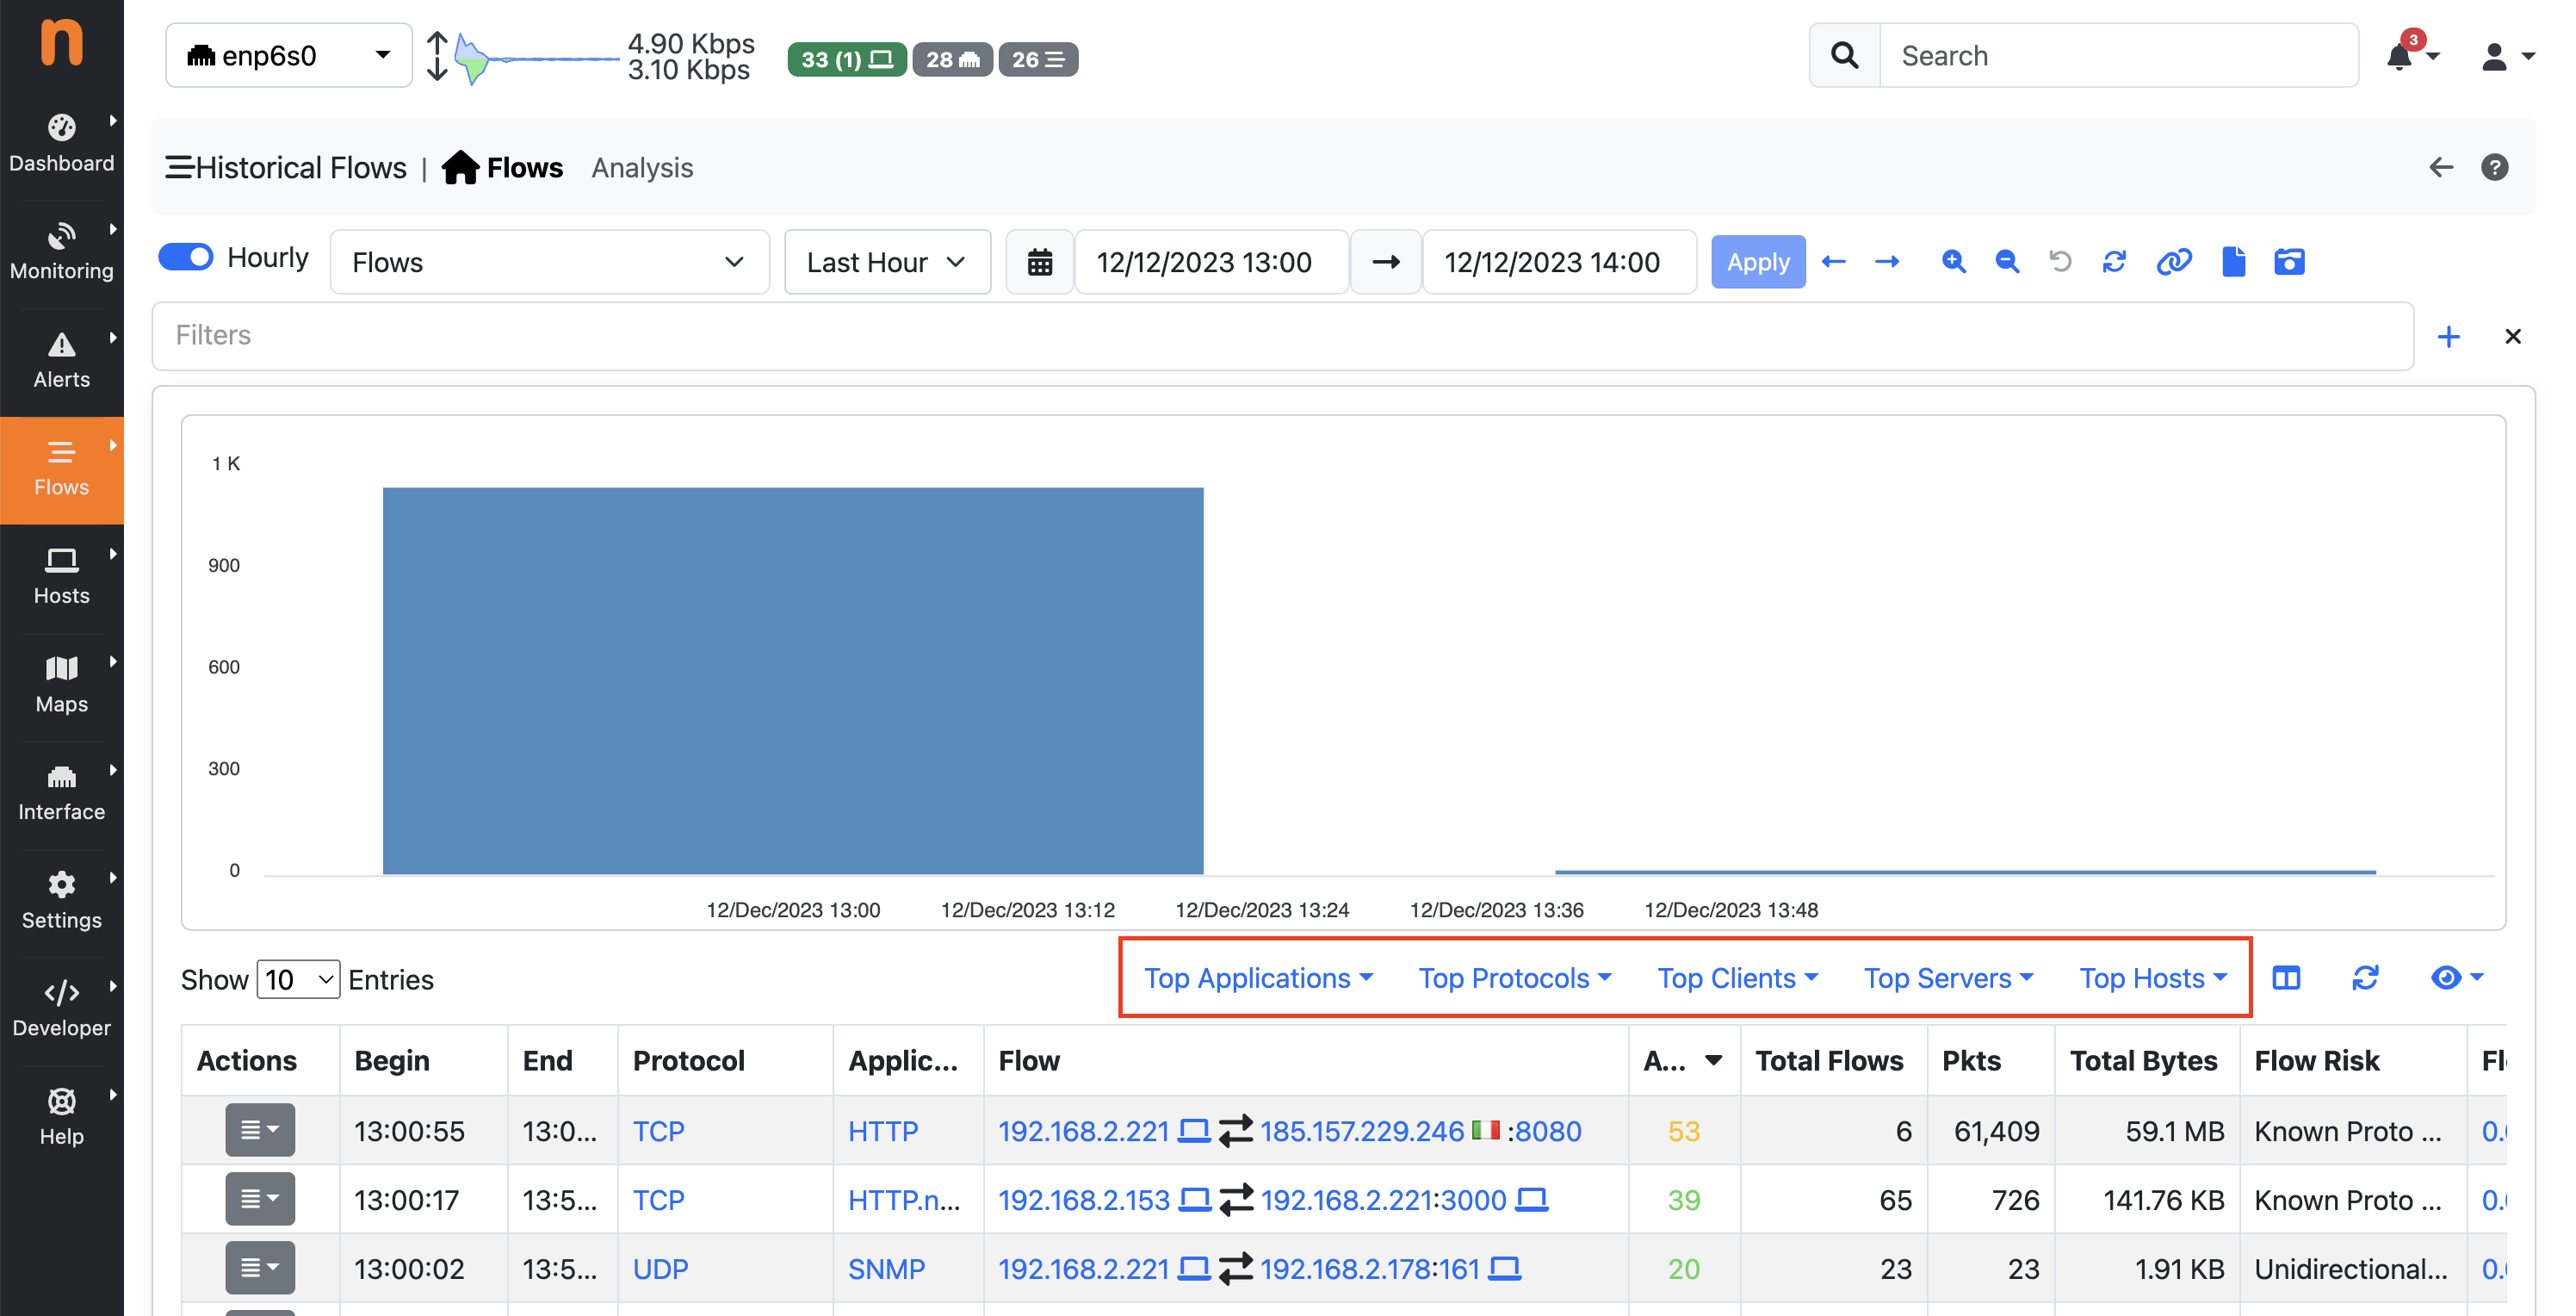 n
enp6s0
4.90 Kbps
3.10 Kbps
33 (1)
28
26
Search
3
Dashboard
Monitoring
Alerts
Flows
Hosts
Maps
Interface
Settings
Developer
Help
Historical Flows | Flows Analysis
?
Hourly Flows Last Hour 12/12/2023 13:00 12/12/2023 14:00 Apply
Filters
1 K
900
600
300
0
12/Dec/2023 13:00 12/Dec/2023 13:12 12/Dec/2023 13:24 12/Dec/2023 13:36 12/Dec/2023 13:48
Show 10 Entries Top Applications Top Protocols Top Clients Top Servers Top Hosts
Actions Begin End Protocol Applic... Flow A... Total Flows Pkts Total Bytes Flow Risk
13:00:55 13:0... TCP HTTP 192.168.2.221 185.157.229.246 :8080 53 6 61,409 59.1 MB Known Proto ... 0.
13:00:17 13:5... TCP HTTP.n... 192.168.2.153 192.168.2.221:3000 39 65 726 141.76 KB Known Proto ... 0.
13:00:02 13:5... UDP SNMP 192.168.2.221 192.168.2.178:161 20 23 23 1.91 KB Unidirectional... 0.